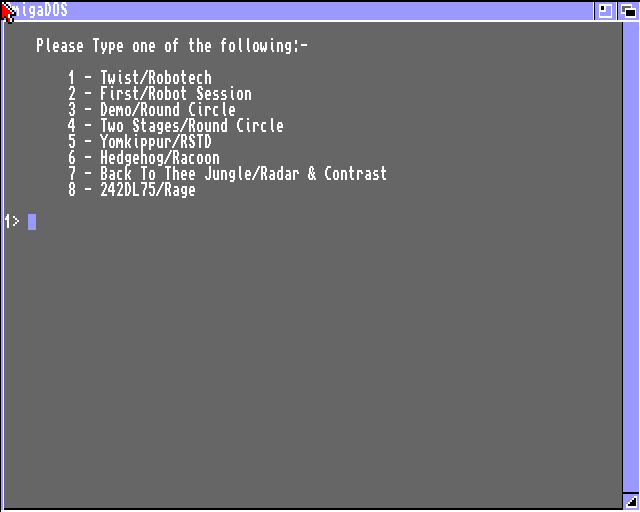 AmigaDOS
Please Type one of the following:-
1 - Twist/Robotech
2 - First/Robot Session
3 - Demo/Round Circle
4 - Two Stages/Round Circle
5 - Yomkippur/RSTD
6 - Hedgehog/Racoon
7 - Back To Thee Jungle/Radar & Contrast
8 - 242DL75/Rage
1>